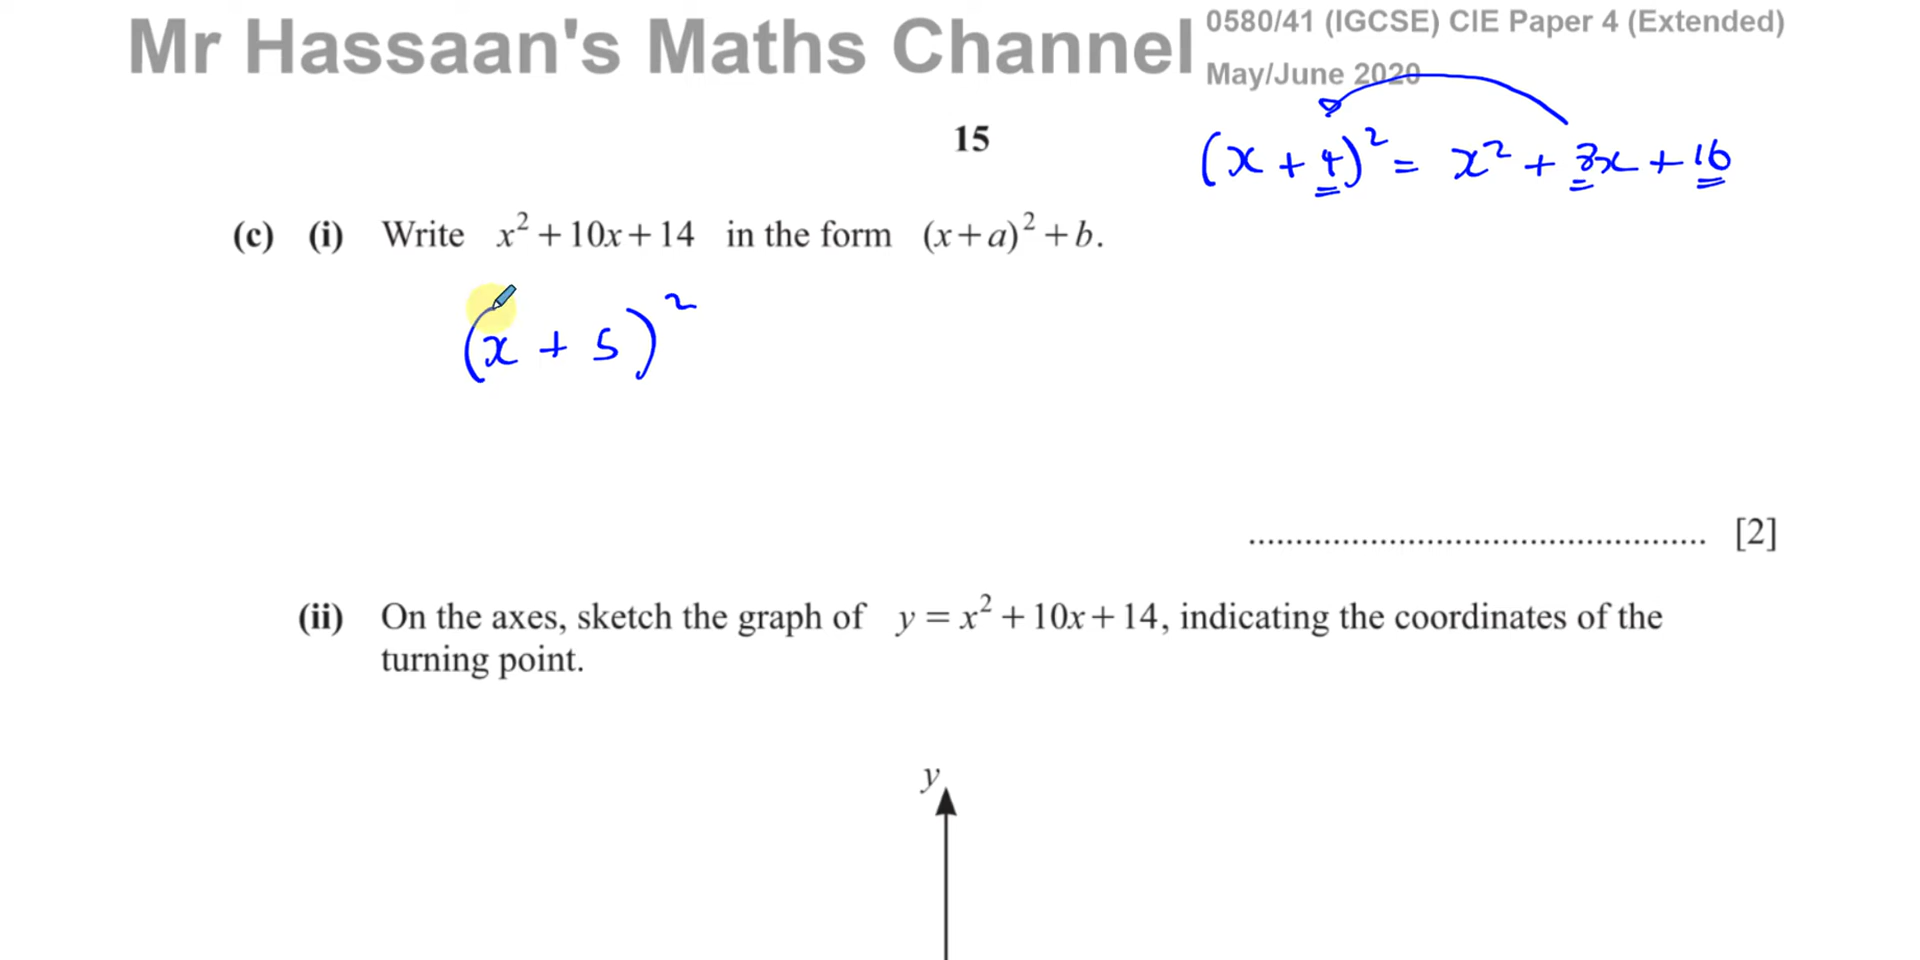 Mr Hassaan's Maths Channel
0580/41 (IGCSE) CIE Paper 4 (Extended)
May/June 2020
15
(x + 4)² = x² + 8x + 16
(c) (i) Write x² + 10x + 14 in the form (x + a)² + b.
(x + 5)²
.................................................. [2]
(ii) On the axes, sketch the graph of y = x² + 10x + 14, indicating the coordinates of the
turning point.
y